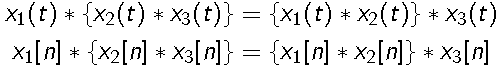 x₁(t) ∗ {x₂(t) ∗ x₃(t)} = {x₁(t) ∗ x₂(t)} ∗ x₃(t)
x₁[n] ∗ {x₂[n] ∗ x₃[n]} = {x₁[n] ∗ x₂[n]} ∗ x₃[n]